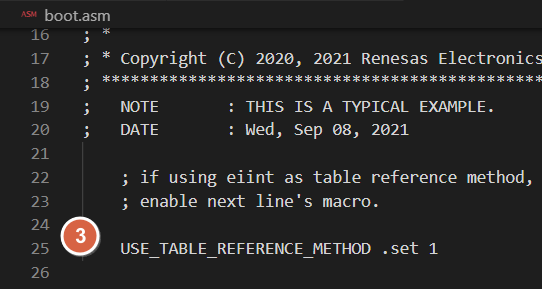 ASM boot.asm
16 ; *
17 ; * Copyright (C) 2020, 2021 Renesas Electronics
18 ; **********************************************
19 ;   NOTE       : THIS IS A TYPICAL EXAMPLE.
20 ;   DATE       : Wed, Sep 08, 2021
21
22     ; if using eiint as table reference method,
23     ; enable next line's macro.
24
3
25     USE_TABLE_REFERENCE_METHOD .set 1
26